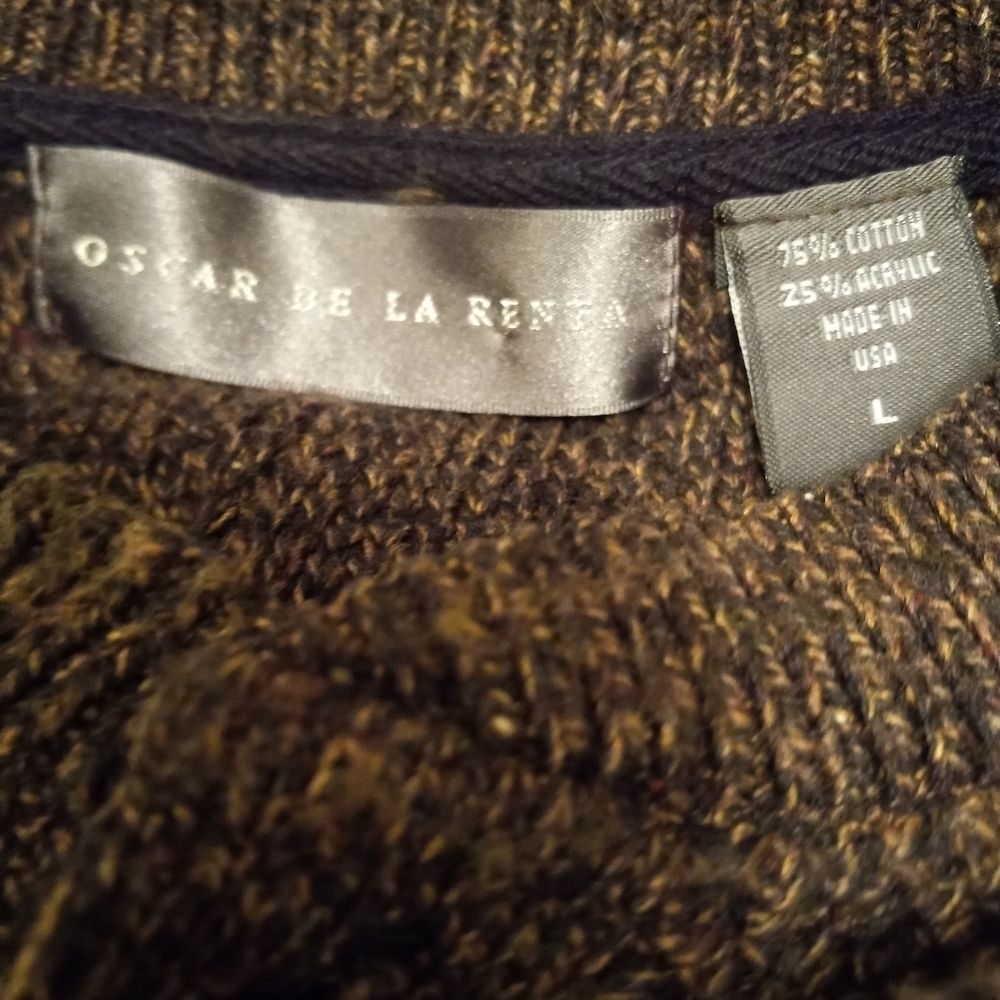 OSCAR DE LA RENTA
75% COTTON
25% ACRYLIC
MADE IN
USA
L